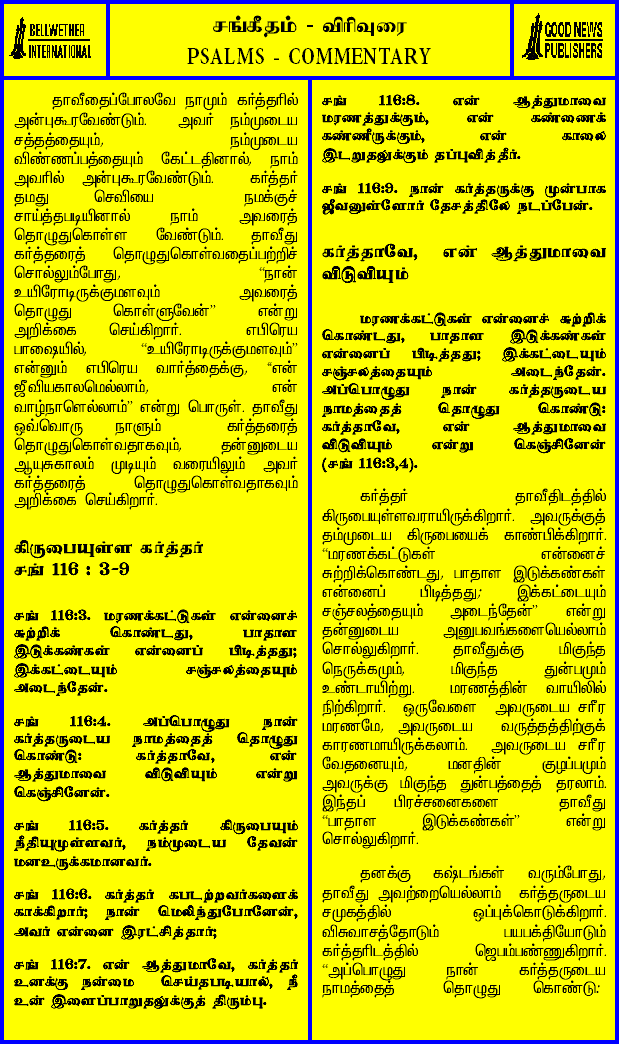 BELLWETHER
INTERNATIONAL
சங்கீதம் - விரிவுரை
PSALMS - COMMENTARY
GOOD NEWS
PUBLISHERS
தாவீதைப்போலவே நாமும் கர்த்தரில்
அன்புகூரவேண்டும். அவர் நம்முடைய
சத்தத்தையும், நம்முடைய
விண்ணப்பத்தையும் கேட்டதினால், நாம்
அவரில் அன்புகூரவேண்டும். கர்த்தர்
தமது செவியை நமக்குச்
சாய்த்தபடியினால் நாம் அவரைத்
தொழுதுகொள்ள வேண்டும். தாவீது
கர்த்தரைத் தொழுதுகொள்வதைப்பற்றிச்
சொல்லும்போது, “நான்
உயிரோடிருக்குமளவும் அவரைத்
தொழுது கொள்ளுவேன்” என்று
அறிக்கை செய்கிறார். எபிரெய
பாஷையில், “உயிரோடிருக்குமளவும்”
என்னும் எபிரெய வார்த்தைக்கு, “என்
ஜீவியகாலமெல்லாம், என்
வாழ்நாளெல்லாம்” என்று பொருள். தாவீது
ஒவ்வொரு நாளும் கர்த்தரைத்
தொழுதுகொள்வதாகவும், தன்னுடைய
ஆயுசுகாலம் முடியும் வரையிலும் அவர்
கர்த்தரைத் தொழுதுகொள்வதாகவும்
அறிக்கை செய்கிறார்.
கிருபையுள்ள கர்த்தர்
சங் 116 : 3-9
சங் 116:3. மரணக்கட்டுகள் என்னைச்
சுற்றிக் கொண்டது, பாதாள
இடுக்கண்கள் என்னைப் பிடித்தது;
இக்கட்டையும் சஞ்சலத்தையும்
அடைந்தேன்.
சங் 116:4. அப்பொழுது நான்
கர்த்தருடைய நாமத்தைத் தொழுது
கொண்டு: கர்த்தாவே, என்
ஆத்துமாவை விடுவியும் என்று
கெஞ்சினேன்.
சங் 116:5. கர்த்தர் கிருபையும்
நீதியுமுள்ளவர், நம்முடைய தேவன்
மனஉருக்கமானவர்.
சங் 116:6. கர்த்தர் கபடற்றவர்களைக்
காக்கிறார்; நான் மெலிந்துபோனேன்,
அவர் என்னை இரட்சித்தார்;
சங் 116:7. என் ஆத்துமாவே, கர்த்தர்
உனக்கு நன்மை செய்தபடியால், நீ
உன் இளைப்பாறுதலுக்குத் திரும்பு.
சங் 116:8. என் ஆத்துமாவை
மரணத்துக்கும், என் கண்ணைக்
கண்ணீருக்கும், என் காலை
இடறுதலுக்கும் தப்புவித்தீர்.
சங் 116:9. நான் கர்த்தருக்கு முன்பாக
ஜீவனுள்ளோர் தேசத்திலே நடப்பேன்.
கர்த்தாவே, என் ஆத்துமாவை
விடுவியும்
மரணக்கட்டுகள் என்னைச் சுற்றிக்
கொண்டது, பாதாள இடுக்கண்கள்
என்னைப் பிடித்தது; இக்கட்டையும்
சஞ்சலத்தையும் அடைந்தேன்.
அப்பொழுது நான் கர்த்தருடைய
நாமத்தைத் தொழுது கொண்டு:
கர்த்தாவே, என் ஆத்துமாவை
விடுவியும் என்று கெஞ்சினேன்
(சங் 116:3,4).
கர்த்தர் தாவீதிடத்தில்
கிருபையுள்ளவராயிருக்கிறார். அவருக்குத்
தம்முடைய கிருபையைக் காண்பிக்கிறார்.
“மரணக்கட்டுகள் என்னைச்
சுற்றிக்கொண்டது, பாதாள இடுக்கண்கள்
என்னைப் பிடித்தது; இக்கட்டையும்
சஞ்சலத்தையும் அடைந்தேன்” என்று
தன்னுடைய அனுபவங்களையெல்லாம்
சொல்லுகிறார். தாவீதுக்கு மிகுந்த
நெருக்கமும், மிகுந்த துன்பமும்
உண்டாயிற்று. மரணத்தின் வாயிலில்
நிற்கிறார். ஒருவேளை அவருடைய சரீர
மரணமே, அவருடைய வருத்தத்திற்குக்
காரணமாயிருக்கலாம். அவருடைய சரீர
வேதனையும், மனதின் குழப்பமும்
அவருக்கு மிகுந்த துன்பத்தைத் தரலாம்.
இந்தப் பிரச்சனைகளை தாவீது
“பாதாள இடுக்கண்கள்” என்று
சொல்லுகிறார்.
தனக்கு கஷ்டங்கள் வரும்போது,
தாவீது அவற்றையெல்லாம் கர்த்தருடைய
சமுகத்தில் ஒப்புக்கொடுக்கிறார்.
விசுவாசத்தோடும் பயபக்தியோடும்
கர்த்தரிடத்தில் ஜெபம்பண்ணுகிறார்.
“அப்பொழுது நான் கர்த்தருடைய
நாமத்தைத் தொழுது கொண்டு: